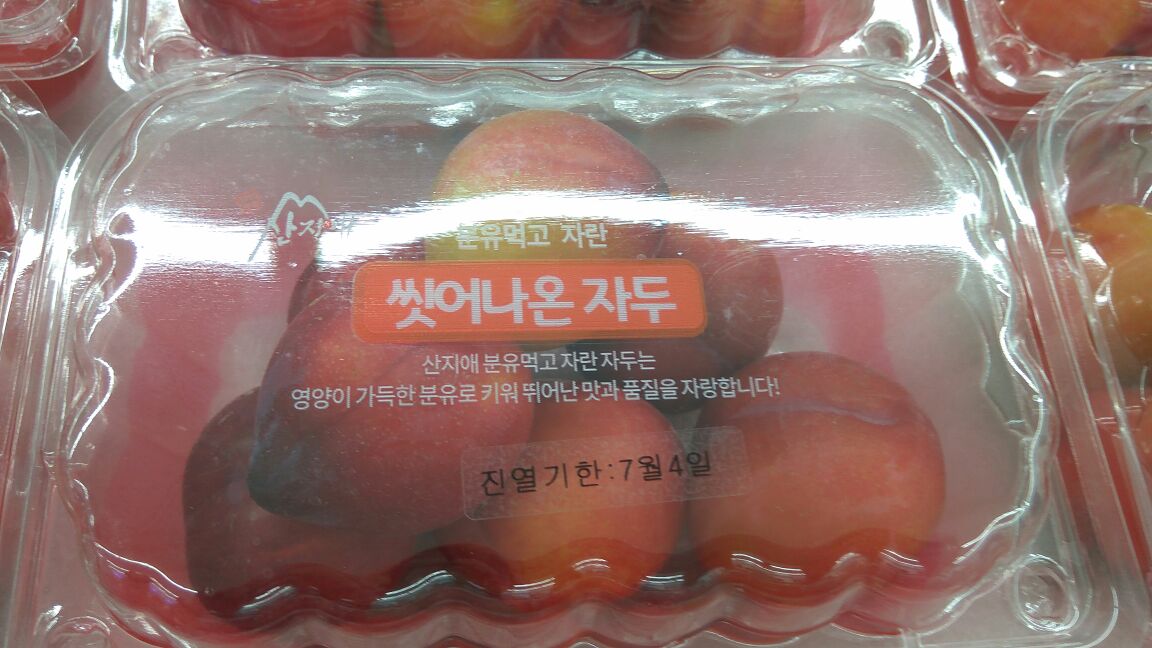 산지애
분유먹고 자란
씻어나온 자두
산지애 분유먹고 자란 자두는
영양이 가득한 분유로 키워 뛰어난 맛과 품질을 자랑합니다!
진열기한:7월4일